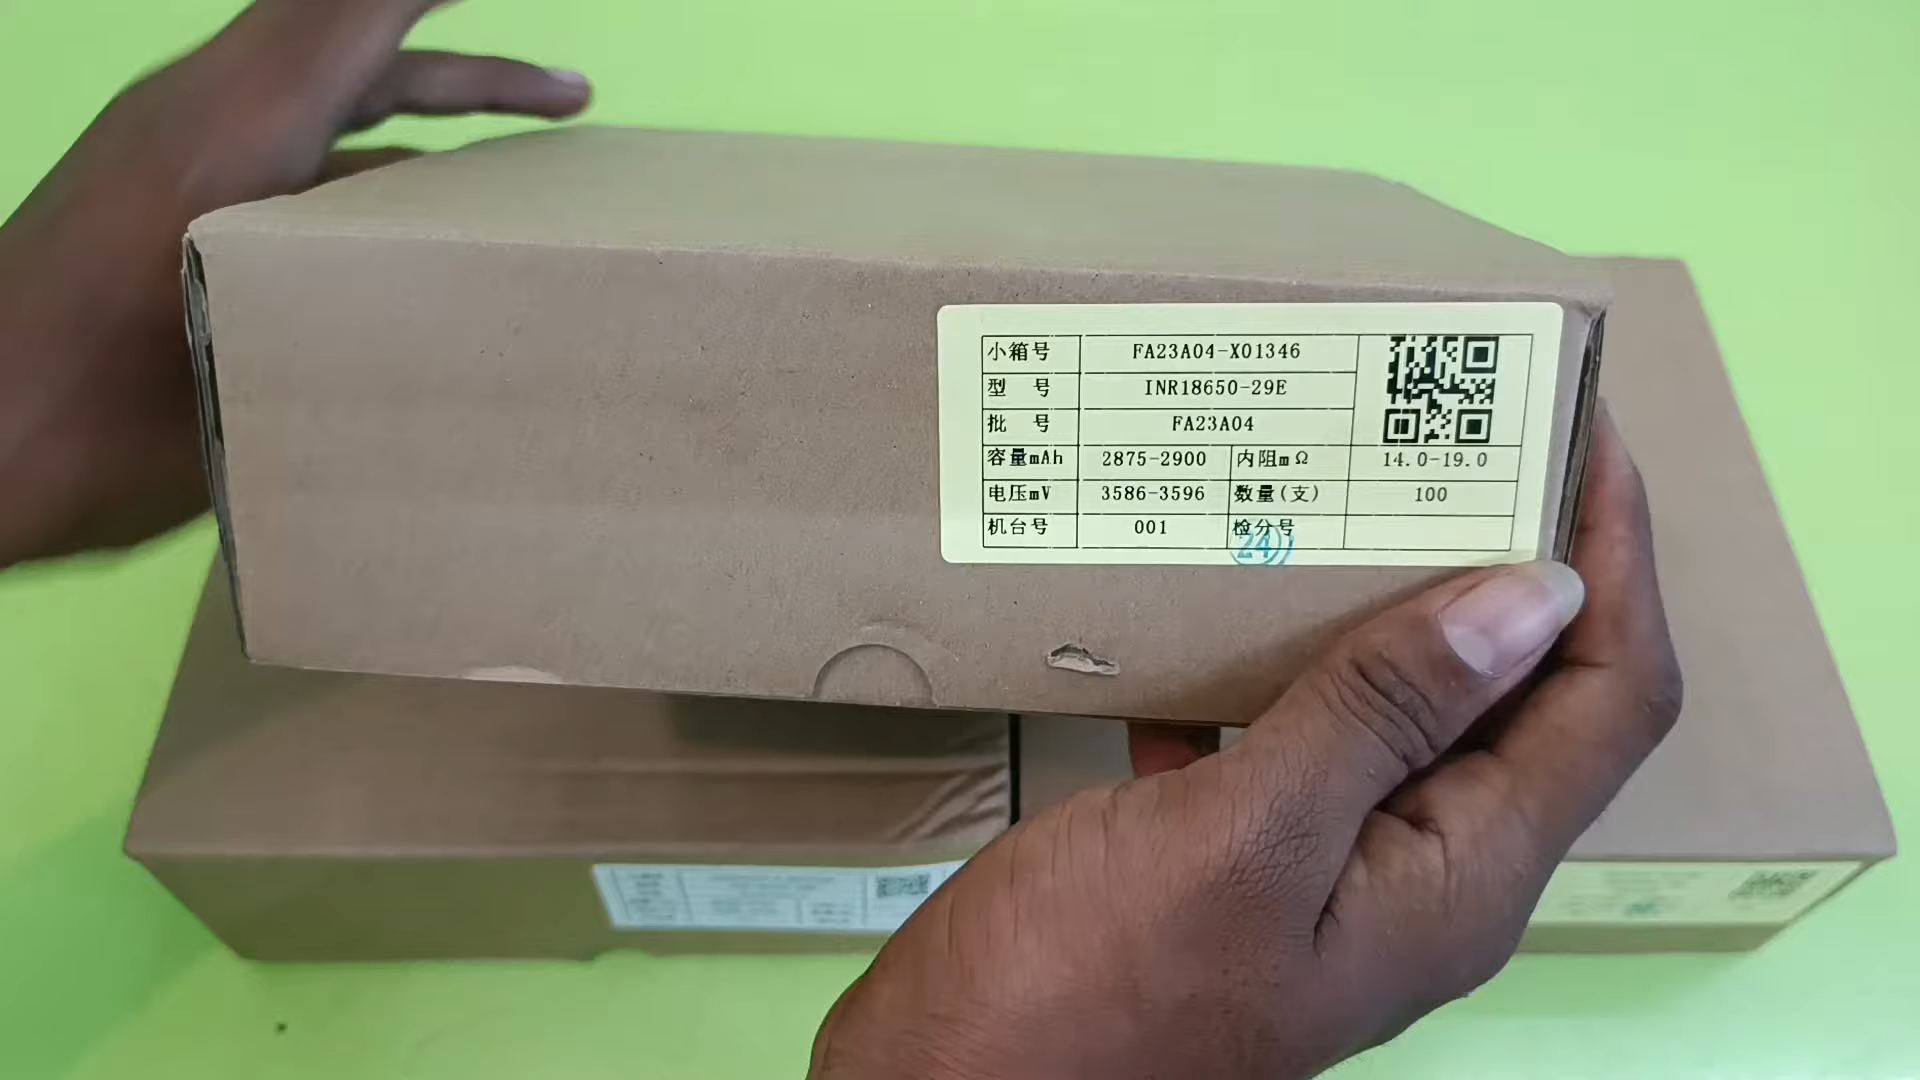 小箱号 FA23A04-X01346
型 号 INR18650-29E
批 号 FA23A04
容量mAh 2875-2900 内阻mΩ 14.0-19.0
电压mV 3586-3596 数量(支) 100
机台号 001 检分号
24